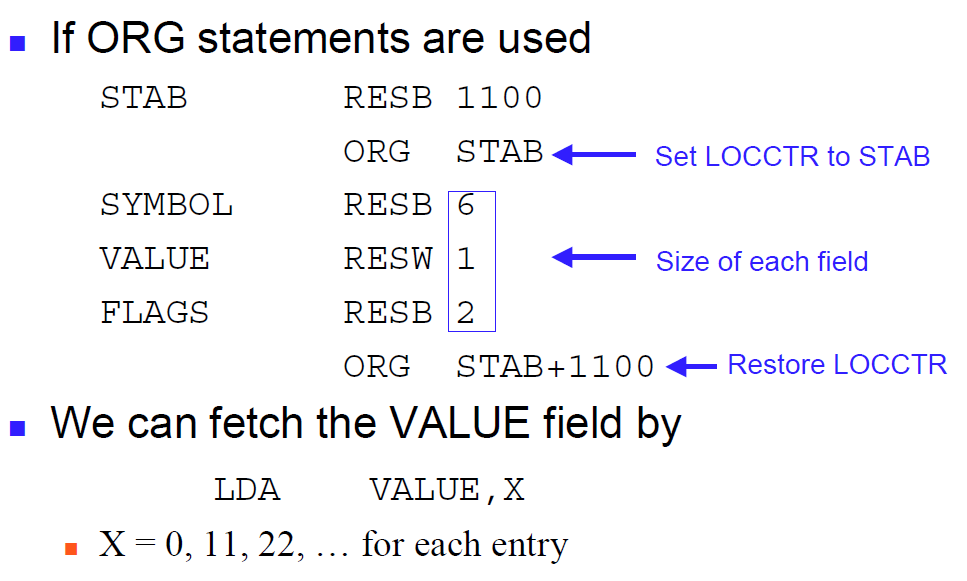 If ORG statements are used
STAB RESB 1100
ORG STAB Set LOCCTR to STAB
SYMBOL RESB 6
VALUE RESW 1 Size of each field
FLAGS RESB 2
ORG STAB+1100 Restore LOCCTR
We can fetch the VALUE field by
LDA VALUE,X
X = 0, 11, 22, … for each entry